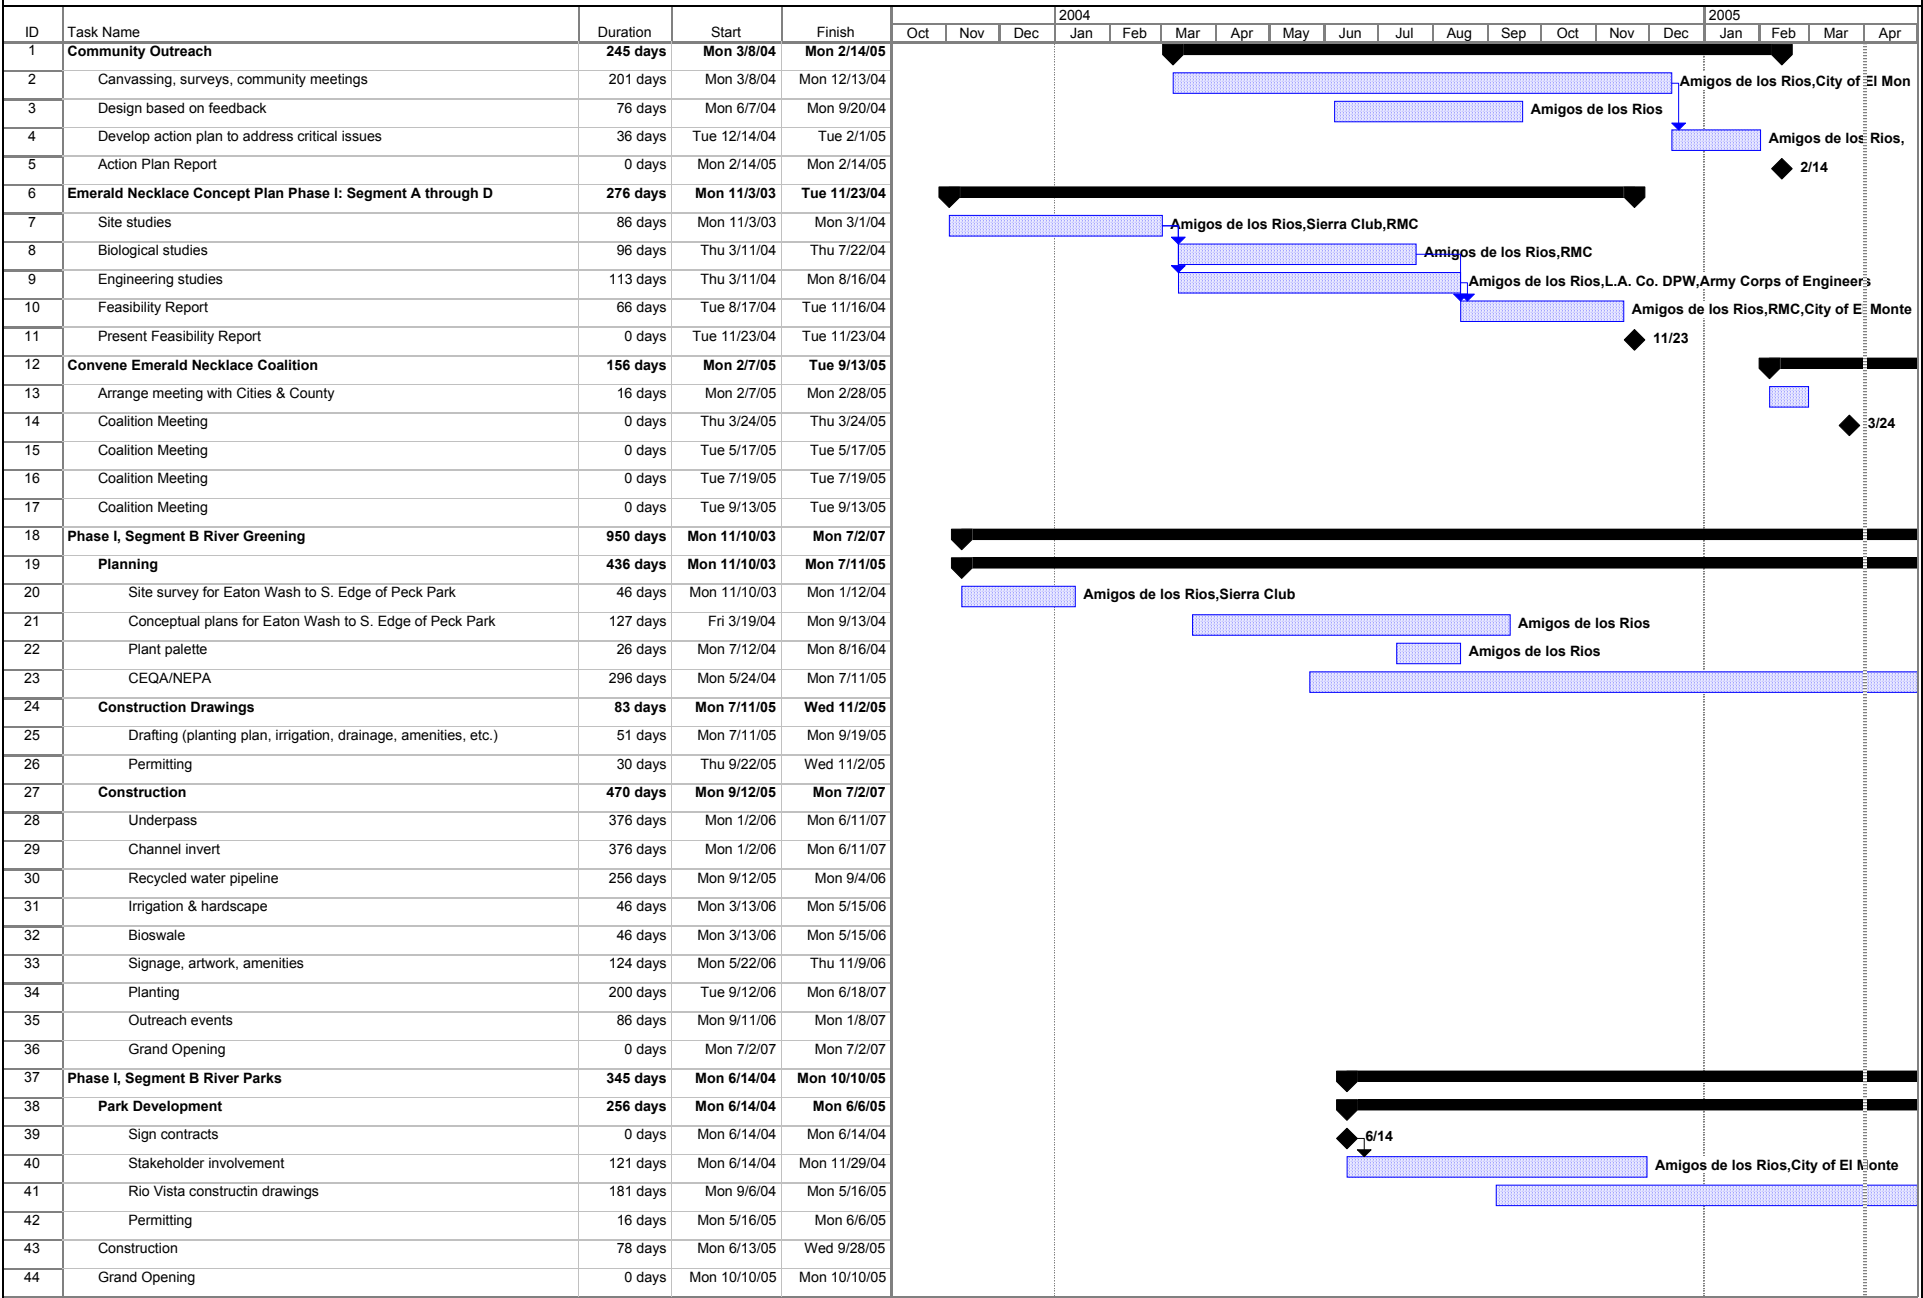 2004 2005
ID Task Name Duration Start Finish Oct Nov Dec Jan Feb Mar Apr May Jun Jul Aug Sep Oct Nov Dec Jan Feb Mar Apr
1 Community Outreach 245 days Mon 3/8/04 Mon 2/14/05
2 Canvassing, surveys, community meetings 201 days Mon 3/8/04 Mon 12/13/04 Amigos de los Rios,City of El Mon
3 Design based on feedback 76 days Mon 6/7/04 Mon 9/20/04 Amigos de los Rios
4 Develop action plan to address critical issues 36 days Tue 12/14/04 Tue 2/1/05 Amigos de los Rios,
5 Action Plan Report 0 days Mon 2/14/05 Mon 2/14/05 2/14
6 Emerald Necklace Concept Plan Phase I: Segment A through D 276 days Mon 11/3/03 Tue 11/23/04
7 Site studies 86 days Mon 11/3/03 Mon 3/1/04 Amigos de los Rios,Sierra Club,RMC
8 Biological studies 96 days Thu 3/11/04 Thu 7/22/04 Amigos de los Rios,RMC
9 Engineering studies 113 days Thu 3/11/04 Mon 8/16/04 Amigos de los Rios,L.A. Co. DPW,Army Corps of Engineers
10 Feasibility Report 66 days Tue 8/17/04 Tue 11/16/04 Amigos de los Rios,RMC,City of El Monte
11 Present Feasibility Report 0 days Tue 11/23/04 Tue 11/23/04 11/23
12 Convene Emerald Necklace Coalition 156 days Mon 2/7/05 Tue 9/13/05
13 Arrange meeting with Cities & County 16 days Mon 2/7/05 Mon 2/28/05
14 Coalition Meeting 0 days Thu 3/24/05 Thu 3/24/05 3/24
15 Coalition Meeting 0 days Tue 5/17/05 Tue 5/17/05
16 Coalition Meeting 0 days Tue 7/19/05 Tue 7/19/05
17 Coalition Meeting 0 days Tue 9/13/05 Tue 9/13/05
18 Phase I, Segment B River Greening 950 days Mon 11/10/03 Mon 7/2/07
19 Planning 436 days Mon 11/10/03 Mon 7/11/05
20 Site survey for Eaton Wash to S. Edge of Peck Park 46 days Mon 11/10/03 Mon 1/12/04 Amigos de los Rios,Sierra Club
21 Conceptual plans for Eaton Wash to S. Edge of Peck Park 127 days Fri 3/19/04 Mon 9/13/04 Amigos de los Rios
22 Plant palette 26 days Mon 7/12/04 Mon 8/16/04 Amigos de los Rios
23 CEQA/NEPA 296 days Mon 5/24/04 Mon 7/11/05
24 Construction Drawings 83 days Mon 7/11/05 Wed 11/2/05
25 Drafting (planting plan, irrigation, drainage, amenities, etc.) 51 days Mon 7/11/05 Mon 9/19/05
26 Permitting 30 days Thu 9/22/05 Wed 11/2/05
27 Construction 470 days Mon 9/12/05 Mon 7/2/07
28 Underpass 376 days Mon 1/2/06 Mon 6/11/07
29 Channel invert 376 days Mon 1/2/06 Mon 6/11/07
30 Recycled water pipeline 256 days Mon 9/12/05 Mon 9/4/06
31 Irrigation & hardscape 46 days Mon 3/13/06 Mon 5/15/06
32 Bioswale 46 days Mon 3/13/06 Mon 5/15/06
33 Signage, artwork, amenities 124 days Mon 5/22/06 Thu 11/9/06
34 Planting 200 days Tue 9/12/06 Mon 6/18/07
35 Outreach events 86 days Mon 9/11/06 Mon 1/8/07
36 Grand Opening 0 days Mon 7/2/07 Mon 7/2/07
37 Phase I, Segment B River Parks 345 days Mon 6/14/04 Mon 10/10/05
38 Park Development 256 days Mon 6/14/04 Mon 6/6/05
39 Sign contracts 0 days Mon 6/14/04 Mon 6/14/04 6/14
40 Stakeholder involvement 121 days Mon 6/14/04 Mon 11/29/04 Amigos de los Rios,City of El Monte
41 Rio Vista constructin drawings 181 days Mon 9/6/04 Mon 5/16/05
42 Permitting 16 days Mon 5/16/05 Mon 6/6/05
43 Construction 78 days Mon 6/13/05 Wed 9/28/05
44 Grand Opening 0 days Mon 10/10/05 Mon 10/10/05